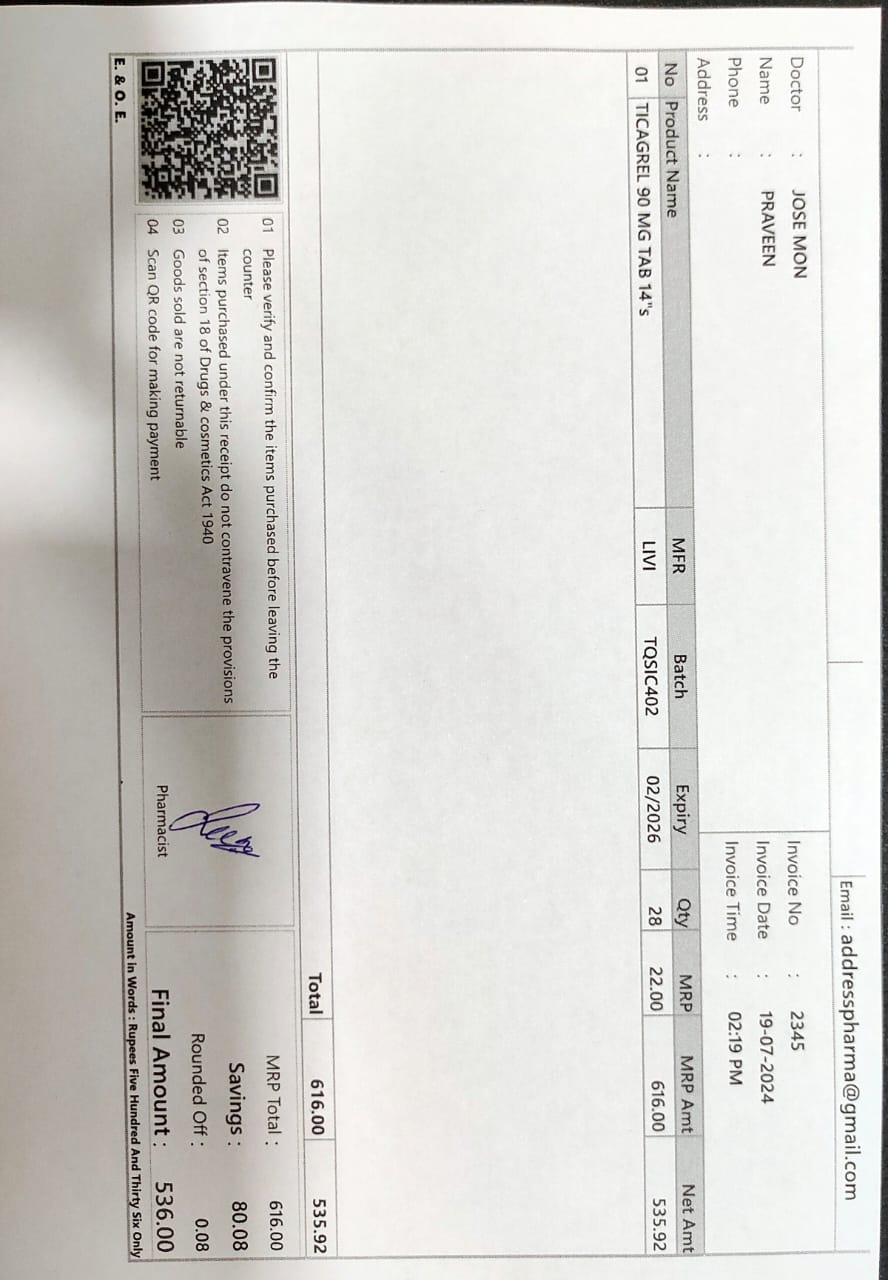 Email : addresspharma@gmail.com
Doctor : JOSE MON
Name : PRAVEEN
Phone :
Address :
Invoice No : 2345
Invoice Date : 19-07-2024
Invoice Time : 02:19 PM
No Product Name MFR Batch Expiry Qty MRP MRP Amt Net Amt
01 TICAGREL 90 MG TAB 14"s LIVI TQSIC402 02/2026 28 22.00 616.00 535.92
Total 616.00 535.92
01 Please verify and confirm the items purchased before leaving the
counter
02 Items purchased under this receipt do not contravene the provisions
of section 18 of Drugs & cosmetics Act 1940
03 Goods sold are not returnable
04 Scan QR code for making payment
Pharmacist
MRP Total : 616.00
Savings : 80.08
Rounded Off : 0.08
Final Amount : 536.00
Amount in Words : Rupees Five Hundred And Thirty Six Only
E. & O. E.